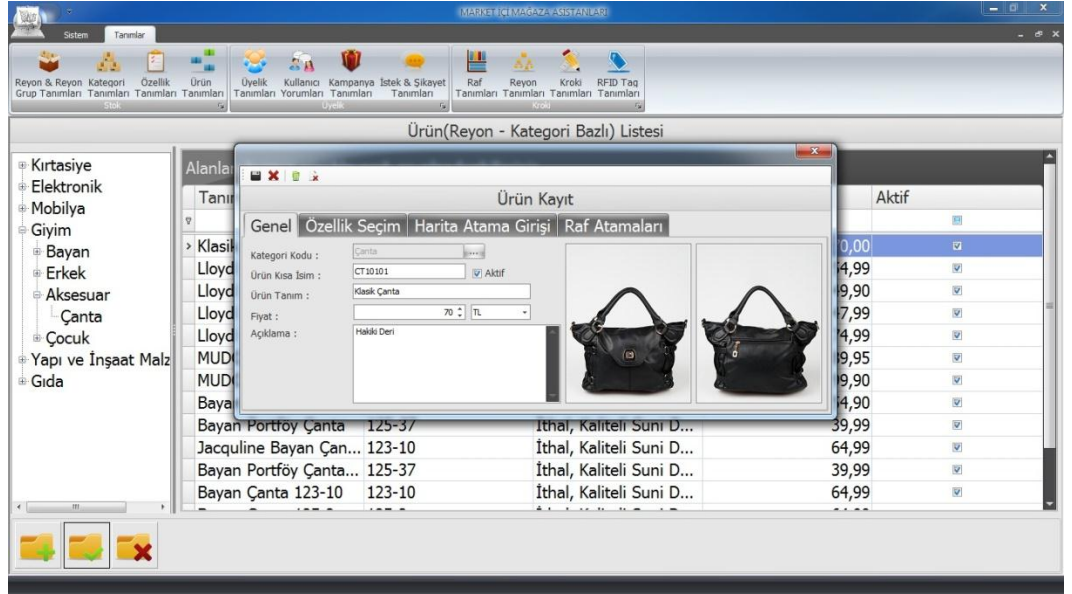 MARKET İÇİ MAĞAZA ASİSTANLARI
Sistem Tanımlar
Reyon & Reyon Grup Tanımları
Kategori Tanımları
Özellik Tanımları
Ürün Tanımları
Stok
Üyelik Tanımları
Kullanıcı Yorumları
Kampanya Tanımları
İstek & Şikayet Tanımları
Üyelik
Raf Tanımları
Reyon Tanımları
Kroki Tanımları
RFID Tag Tanımları
Kroki
Ürün(Reyon - Kategori Bazlı) Listesi
Kırtasiye
Elektronik
Mobilya
Giyim
Bayan
Erkek
Aksesuar
Çanta
Çocuk
Yapı ve İnşaat Malz
Gıda
Alanlar
Tanım Aktif
Klasik 0,00
Lloyd 4,99
Lloyd 9,90
Lloyd 7,99
Lloyd 4,99
MUDO 9,95
MUDO 9,90
Bayan 4,90
Bayan Portföy Çanta 125-37 İthal, Kaliteli Suni D... 39,99
Jacquline Bayan Çan... 123-10 İthal, Kaliteli Suni D... 64,99
Bayan Portföy Çanta... 125-37 İthal, Kaliteli Suni D... 39,99
Bayan Çanta 123-10 123-10 İthal, Kaliteli Suni D... 64,99
Ürün Kayıt
Genel Özellik Seçim Harita Atama Girişi Raf Atamaları
Kategori Kodu : Çanta
Ürün Kısa İsim : CT10101 Aktif
Ürün Tanım : Klasik Çanta
Fiyat : 70 TL
Açıklama : Hakiki Deri